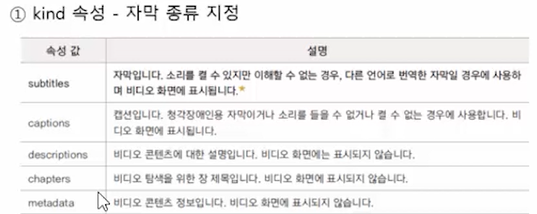 ① kind 속성 - 자막 종류 지정
속성 값 설명
subtitles 자막입니다. 소리를 켤 수 있지만 이해할 수 없는 경우, 다른 언어로 번역한 자막일 경우에 사용하
며 비디오 화면에 표시됩니다.*
captions 캡션입니다. 청각장애인용 자막이거나 소리를 들을 수 없거나 켤 수 없는 경우에 사용합니다. 비
디오 화면에 표시됩니다.
descriptions 비디오 콘텐츠에 대한 설명입니다. 비디오 화면에는 표시되지 않습니다.
chapters 비디오 탐색을 위한 장 제목입니다. 비디오 화면에 표시되지 않습니다.
metadata 비디오 콘텐츠 정보입니다. 비디오 화면에 표시되지 않습니다.